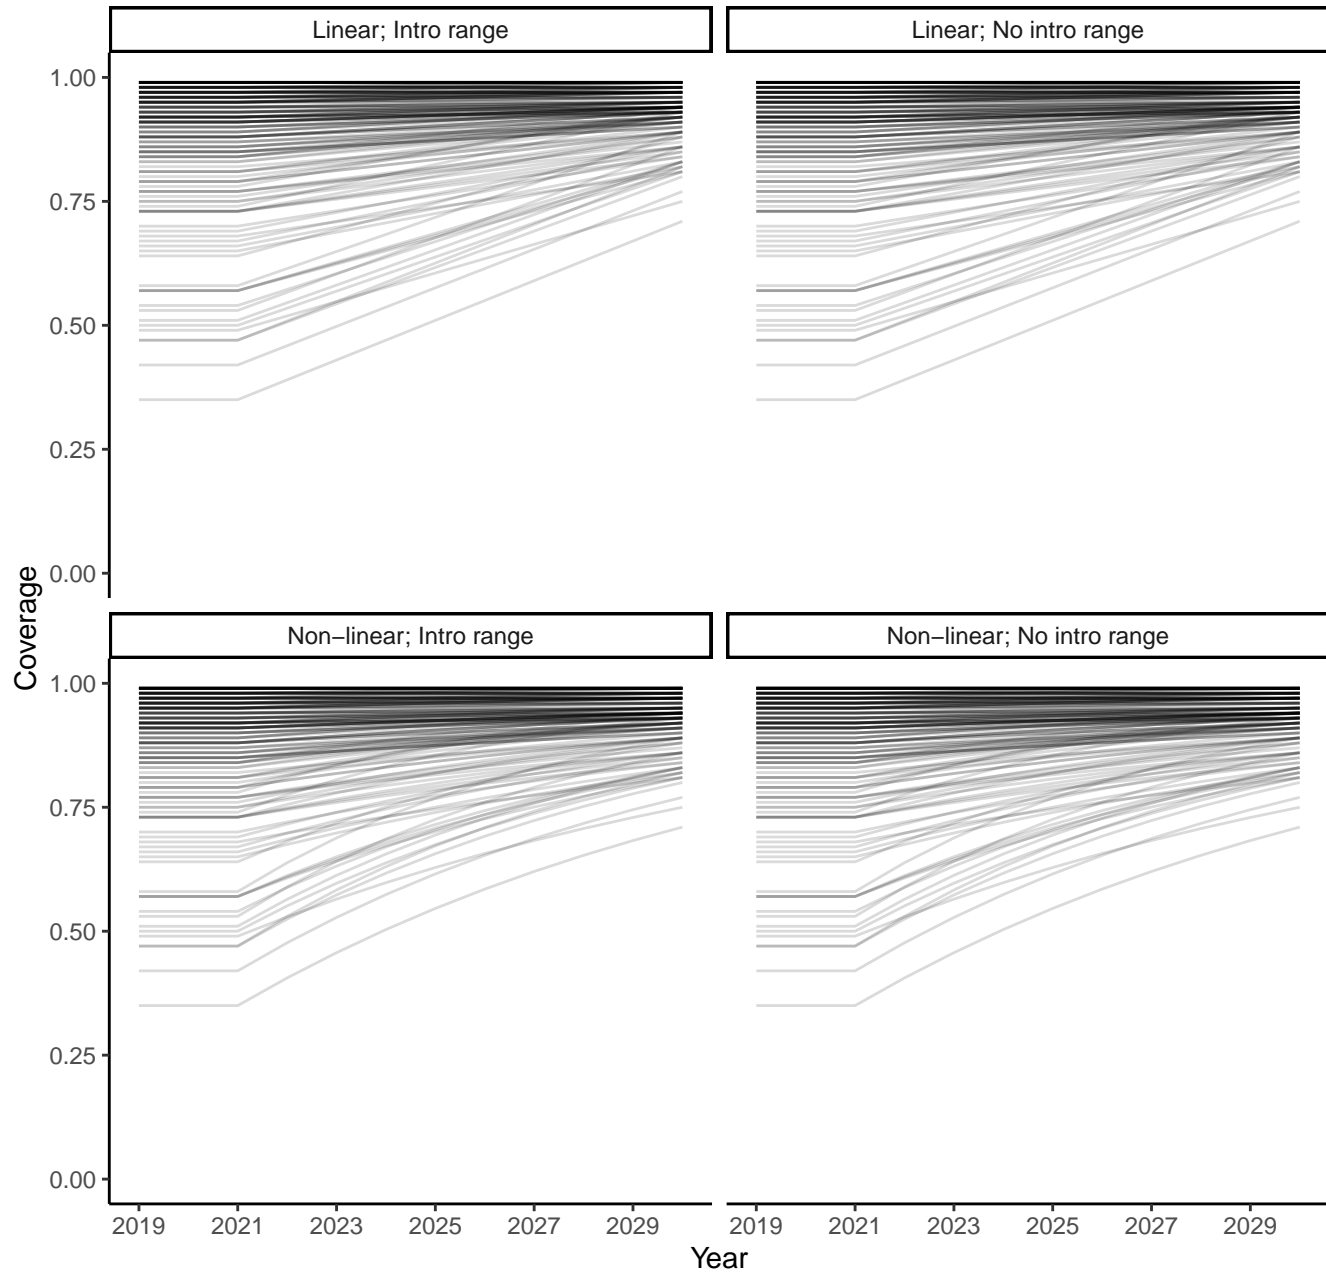 Linear; Intro range
Linear; No intro range
1.00
0.75
0.50
0.25
0.00
Coverage
Non−linear; Intro range
Non−linear; No intro range
1.00
0.75
0.50
0.25
0.00
2019 2021 2023 2025 2027 2029
2019 2021 2023 2025 2027 2029
Year